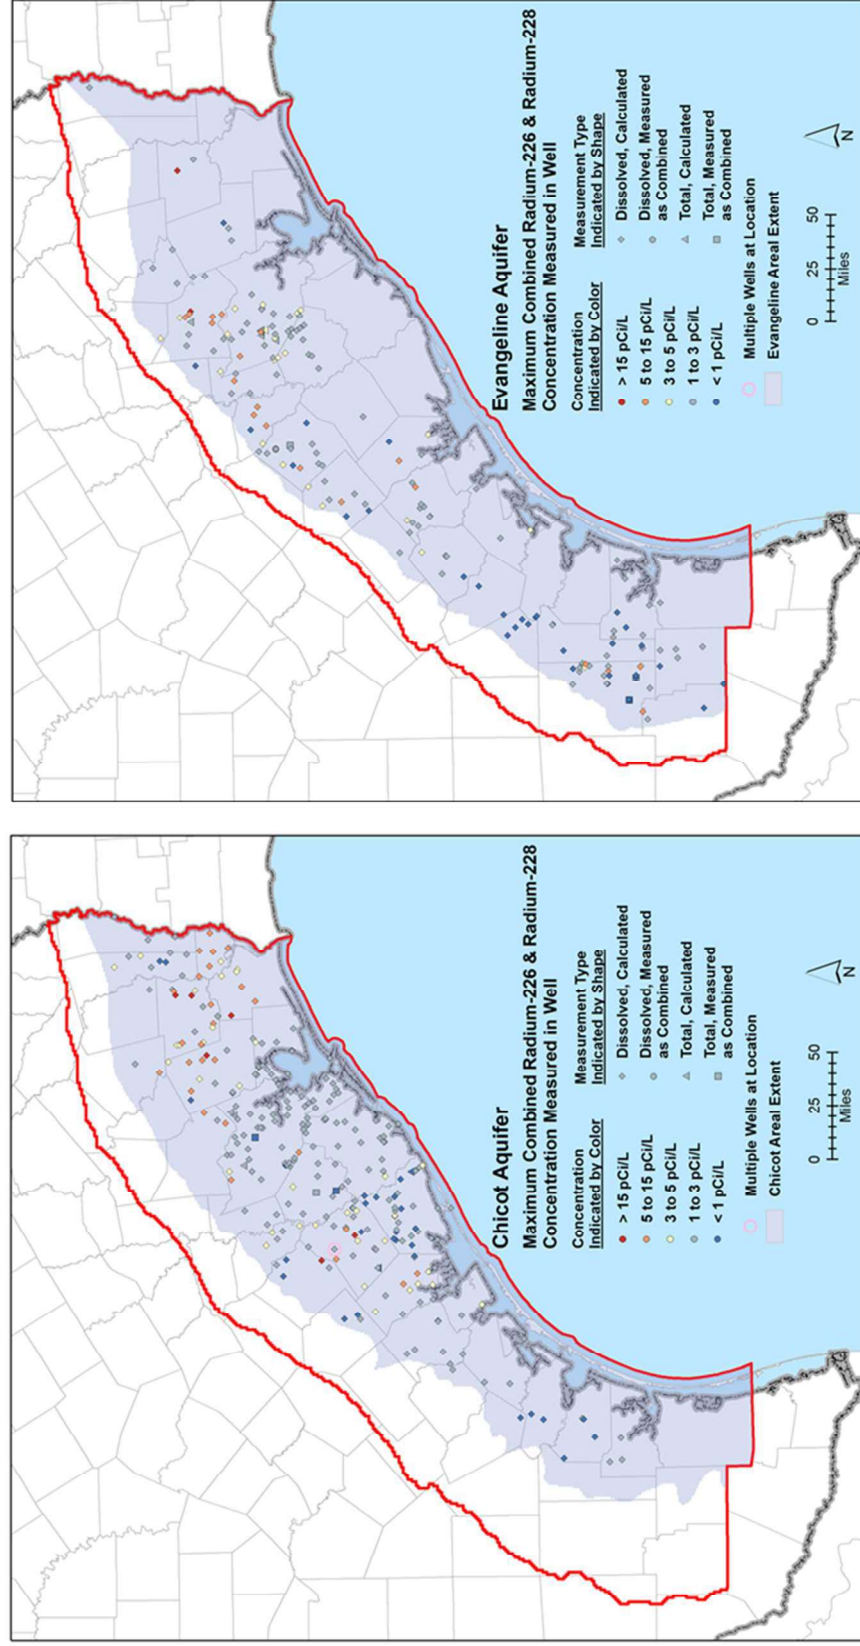 Chicot Aquifer
Maximum Combined Radium-226 & Radium-228
Concentration Measured in Well
Concentration
Indicated by Color
> 15 pCi/L
5 to 15 pCi/L
3 to 5 pCi/L
1 to 3 pCi/L
< 1 pCi/L
Measurement Type
Indicated by Shape
Dissolved, Calculated
Dissolved, Measured
as Combined
Total, Calculated
Total, Measured
as Combined
Multiple Wells at Location
Chicot Areal Extent
0 25 50
Miles
N
Evangeline Aquifer
Maximum Combined Radium-226 & Radium-228
Concentration Measured in Well
Concentration
Indicated by Color
> 15 pCi/L
5 to 15 pCi/L
3 to 5 pCi/L
1 to 3 pCi/L
< 1 pCi/L
Measurement Type
Indicated by Shape
Dissolved, Calculated
Dissolved, Measured
as Combined
Total, Calculated
Total, Measured
as Combined
Multiple Wells at Location
Evangeline Areal Extent
0 25 50
Miles
N